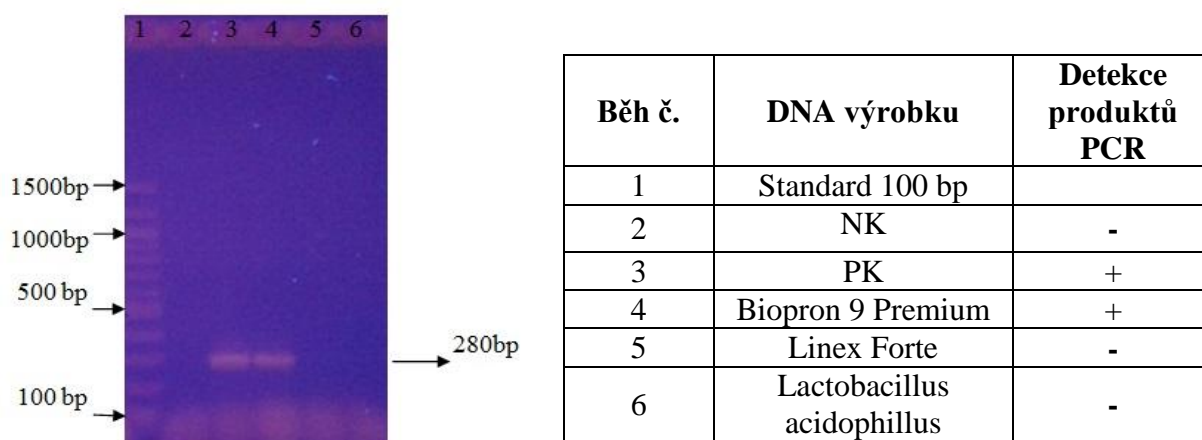 1 2 3 4 5 6
1500bp
1000bp
500 bp
280bp
100 bp
Běh č. DNA výrobku Detekce produktů PCR
1 Standard 100 bp
2 NK -
3 PK +
4 Biopron 9 Premium +
5 Linex Forte -
6 Lactobacillus acidophillus -